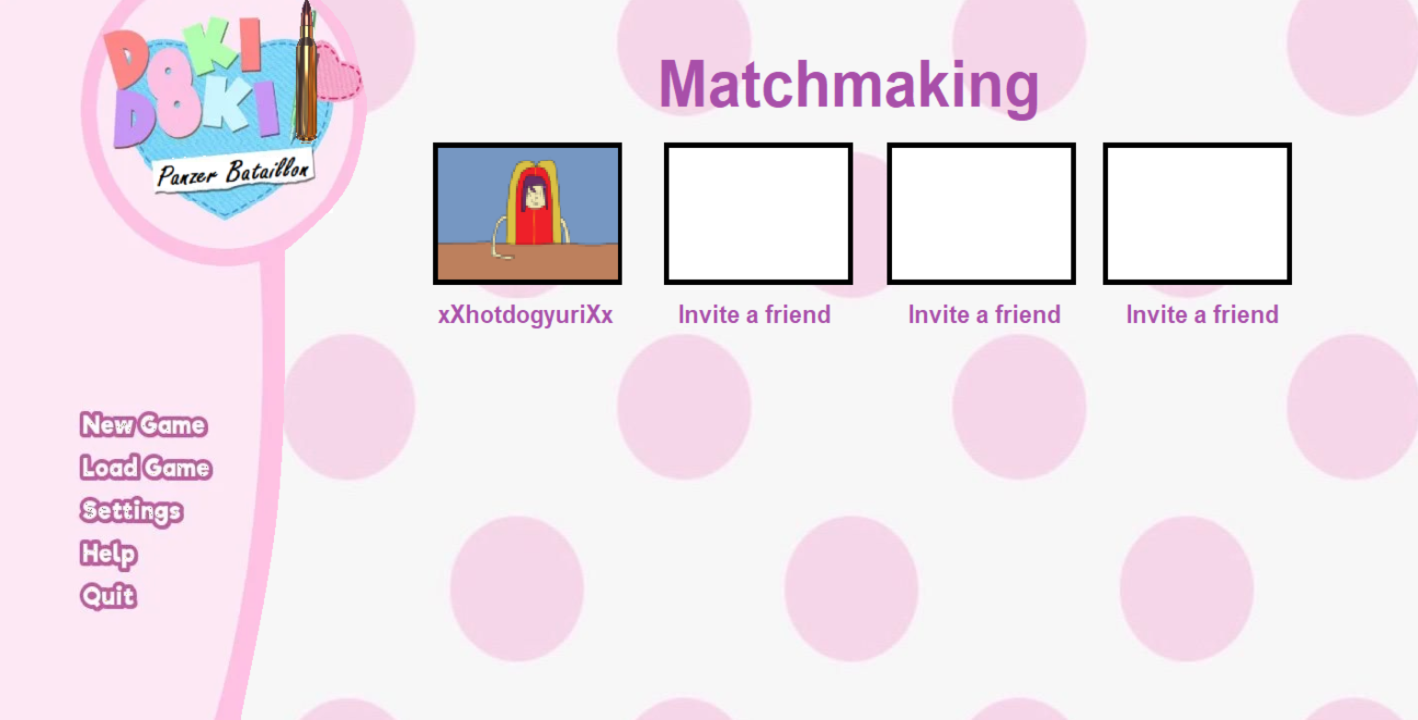 DOKI
DOKI
Panzer Bataillon
Matchmaking
xXhotdogyuriXx
Invite a friend
Invite a friend
Invite a friend
New Game
Load Game
Settings
Help
Quit